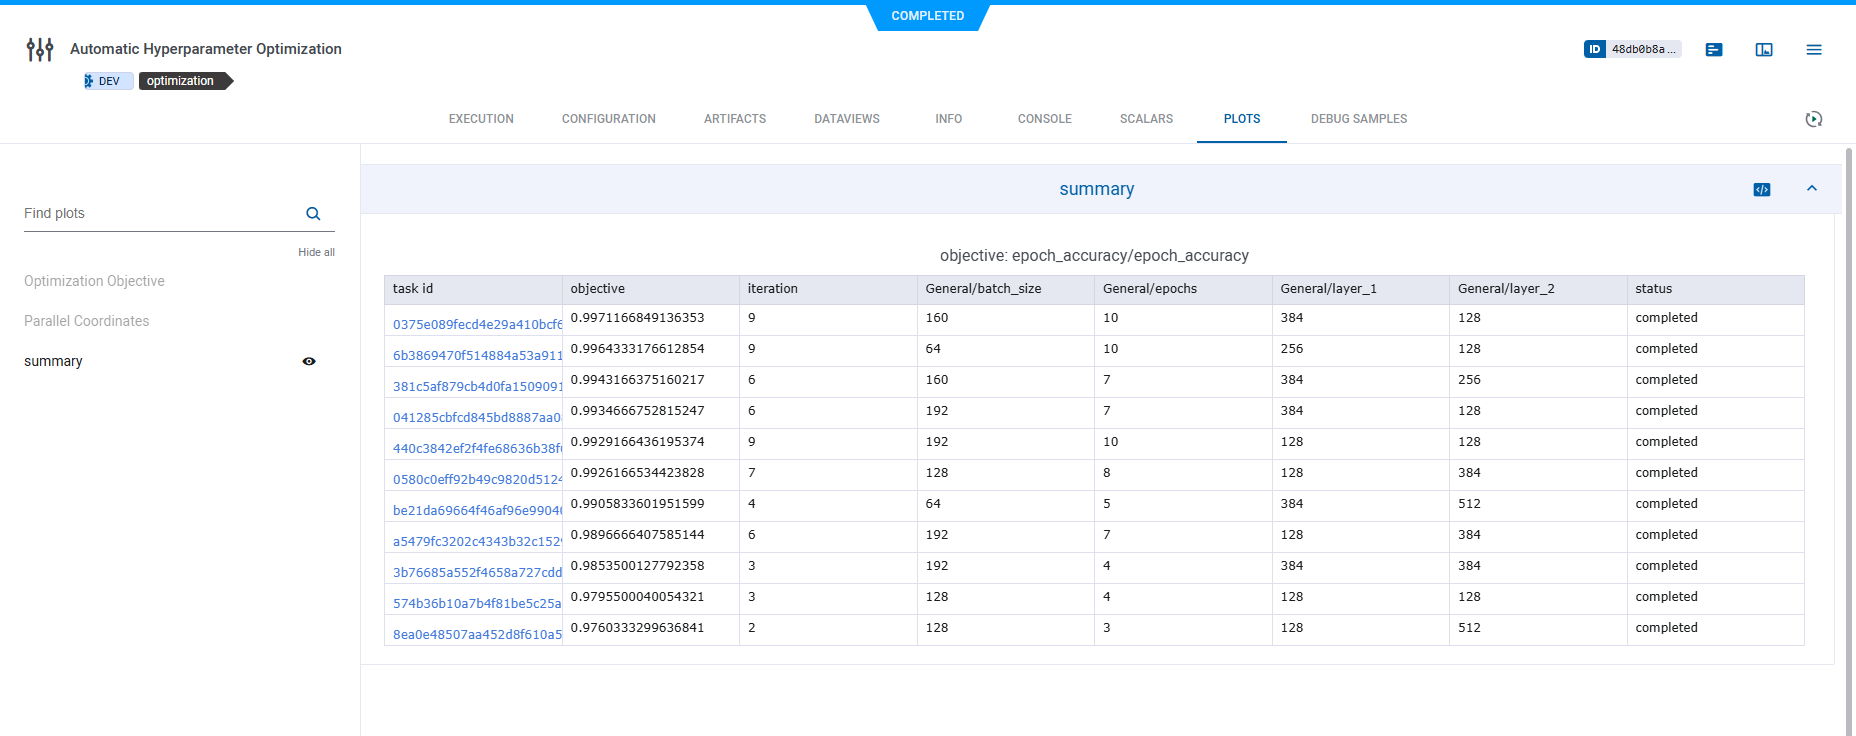 COMPLETED
Automatic Hyperparameter Optimization
ID 48db0b8a ...
DEV optimization
EXECUTION CONFIGURATION ARTIFACTS DATAVIEWS INFO CONSOLE SCALARS PLOTS DEBUG SAMPLES
Find plots
Hide all
Optimization Objective
Parallel Coordinates
summary
summary
objective: epoch_accuracy/epoch_accuracy
task id objective iteration General/batch_size General/epochs General/layer_1 General/layer_2 status
0375e089fecd4e29a410bcf6 0.9971166849136353 9 160 10 384 128 completed
6b3869470f514884a53a911 0.9964333176612854 9 64 10 256 128 completed
381c5af879cb4d0fa1509091 0.9943166375160217 6 160 7 384 256 completed
041285cbfcd845bd8887aa0 0.9934666752815247 6 192 7 384 128 completed
440c3842ef2f4fe68636b38f 0.9929166436195374 9 192 10 128 128 completed
0580c0eff92b49c9820d5124 0.9926166534423828 7 128 8 128 384 completed
be21da69664f46af96e9904 0.9905833601951599 4 64 5 384 512 completed
a5479fc3202c4343b32c152 0.9896666407585144 6 192 7 128 384 completed
3b76685a552f4658a727cdd 0.9853500127792358 3 192 4 384 384 completed
574b36b10a7b4f81be5c25a 0.9795500040054321 3 128 4 128 128 completed
8ea0e48507aa452d8f610a5 0.9760333299636841 2 128 3 128 512 completed